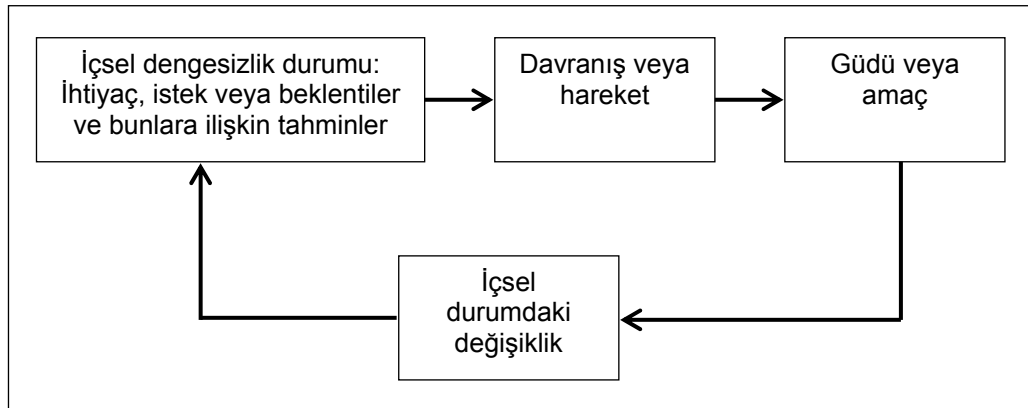 İçsel dengesizlik durumu:
İhtiyaç, istek veya beklentiler
ve bunlara ilişkin tahminler
Davranış veya
hareket
Güdü veya
amaç
İçsel
durumdaki
değişiklik